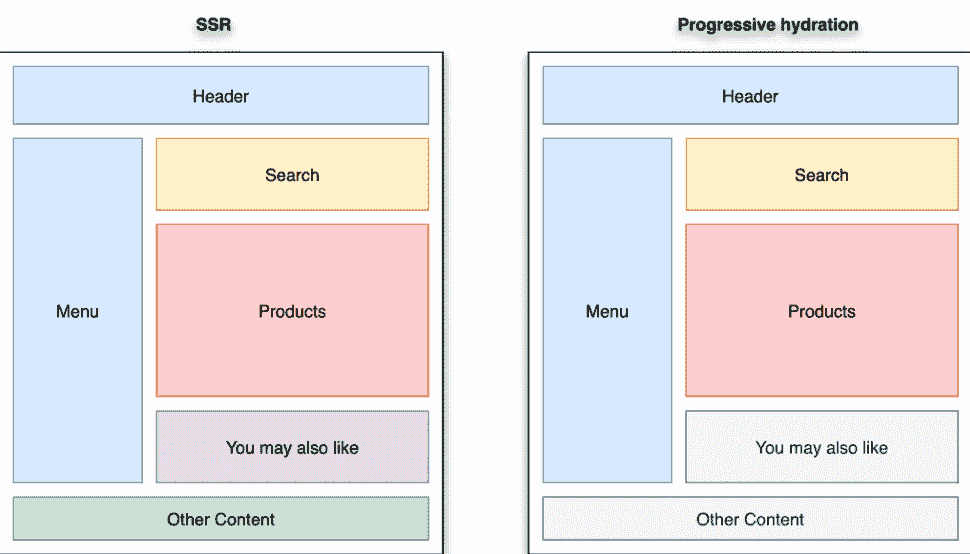 SSR
Header
Menu
Search
Products
You may also like
Other Content
Progressive hydration
Header
Menu
Search
Products
You may also like
Other Content